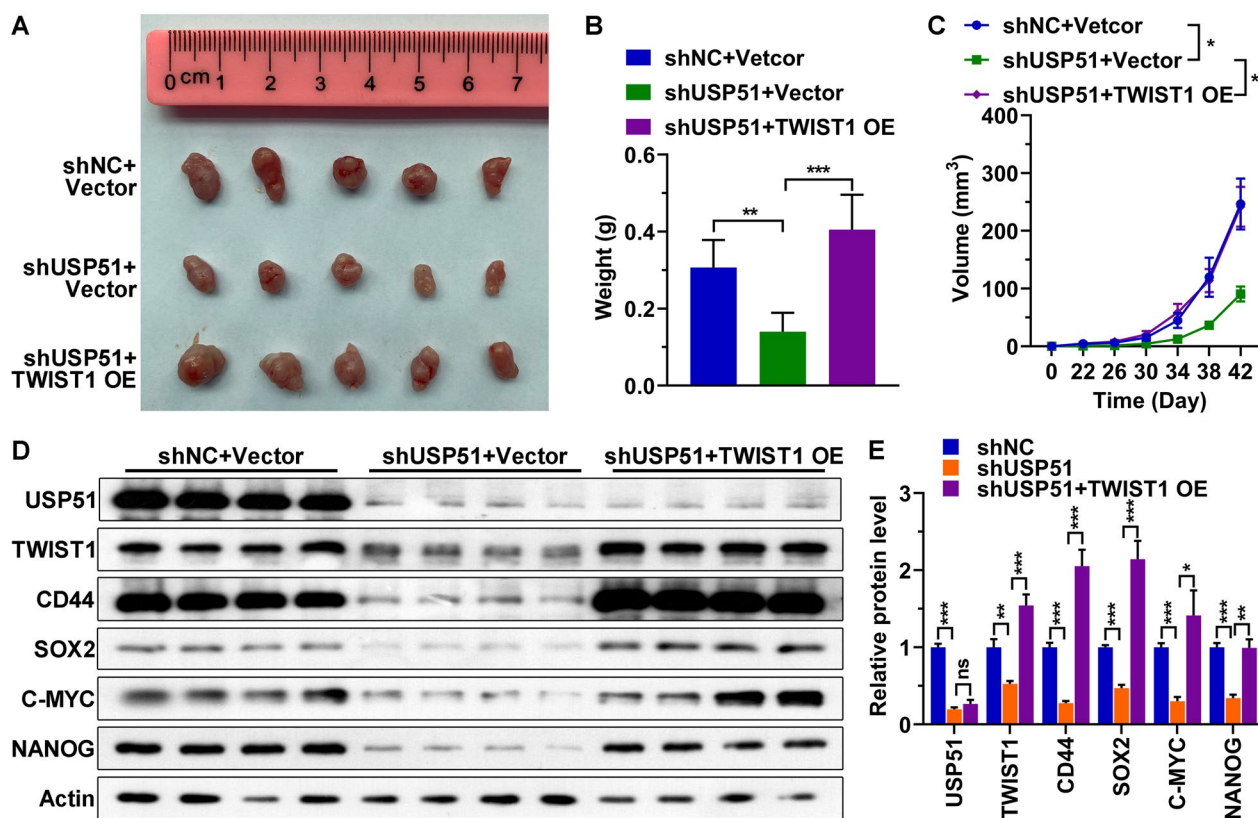 A
0 cm 1 2 3 4 5 6 7
shNC+
Vector
shUSP51+
Vector
shUSP51+
TWIST1 OE
B
shNC+Vetcor
shUSP51+Vector
shUSP51+TWIST1 OE
Weight (g)
0.6
0.4
0.2
0.0
**
***
C
shNC+Vetcor
shUSP51+Vector
shUSP51+TWIST1 OE
*
*
Volume (mm3)
400
300
200
100
0
0 22 26 30 34 38 42
Time (Day)
D
shNC+Vector shUSP51+Vector shUSP51+TWIST1 OE
USP51
TWIST1
CD44
SOX2
C-MYC
NANOG
Actin
E
shNC
shUSP51
shUSP51+TWIST1 OE
Relative protein level
3
2
1
0
*** ns
** ***
*** ***
*** ***
*** *
*** **
USP51
TWIST1
CD44
SOX2
C-MYC
NANOG